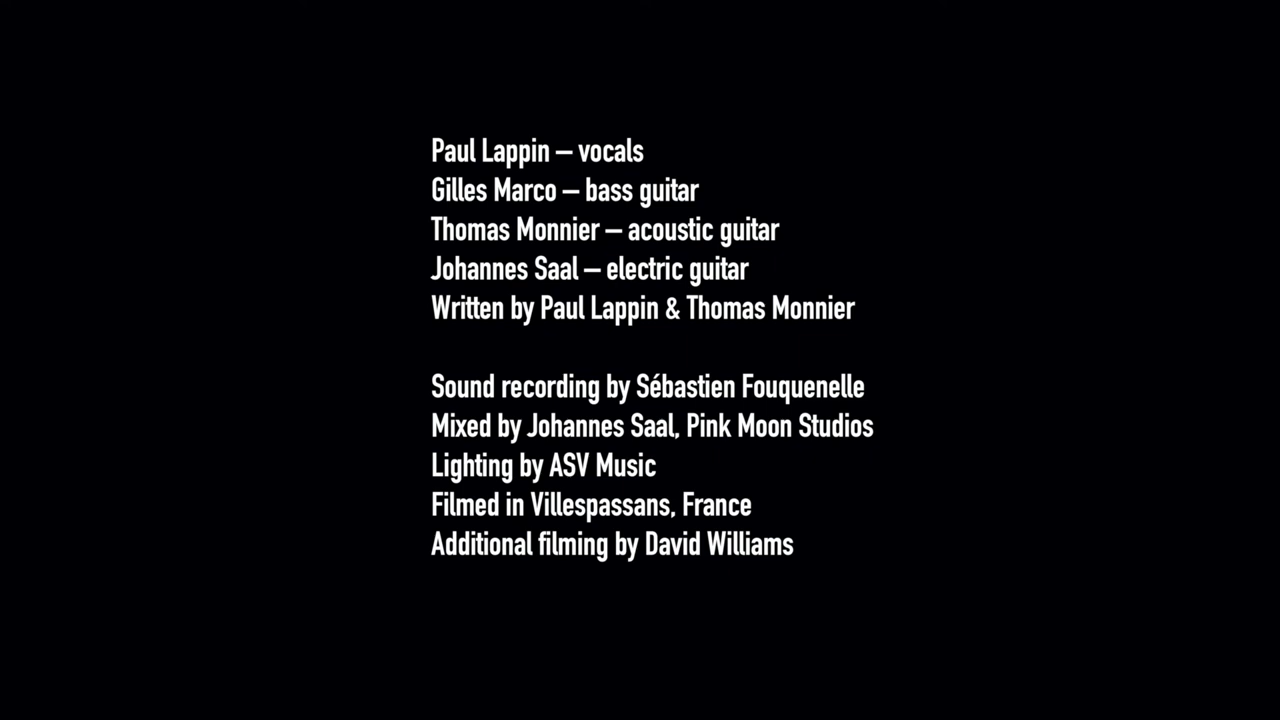 Paul Lappin – vocals
Gilles Marco – bass guitar
Thomas Monnier – acoustic guitar
Johannes Saal – electric guitar
Written by Paul Lappin & Thomas Monnier
Sound recording by Sébastien Fouquenelle
Mixed by Johannes Saal, Pink Moon Studios
Lighting by ASV Music
Filmed in Villespassans, France
Additional filming by David Williams